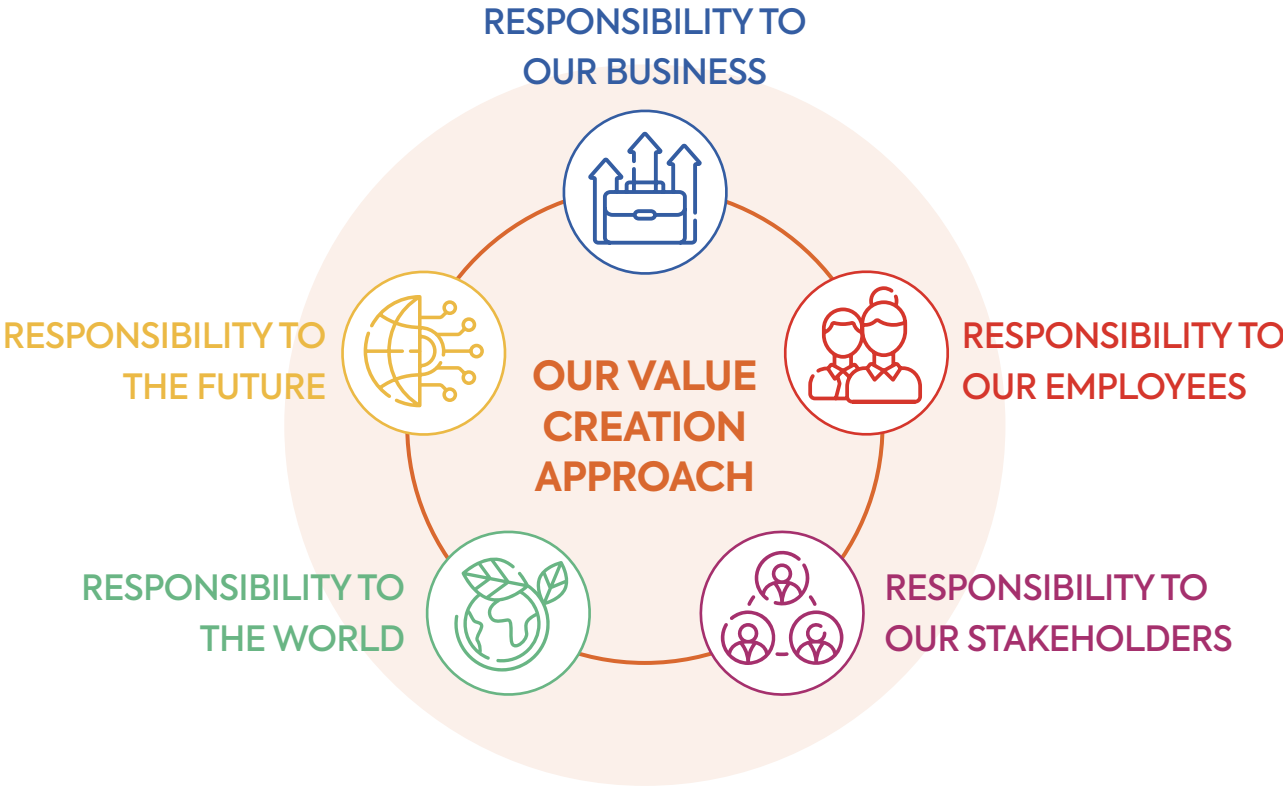 RESPONSIBILITY TO
OUR BUSINESS
RESPONSIBILITY TO
THE FUTURE
OUR VALUE
CREATION
APPROACH
RESPONSIBILITY TO
OUR EMPLOYEES
RESPONSIBILITY TO
THE WORLD
RESPONSIBILITY TO
OUR STAKEHOLDERS